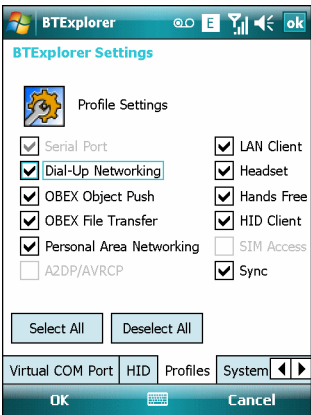 BTExplorer E ok
BTExplorer Settings
Profile Settings
Serial Port
Dial-Up Networking
OBEX Object Push
OBEX File Transfer
Personal Area Networking
A2DP/AVRCP
LAN Client
Headset
Hands Free
HID Client
SIM Access
Sync
Select All Deselect All
Virtual COM Port HID Profiles System
OK Cancel